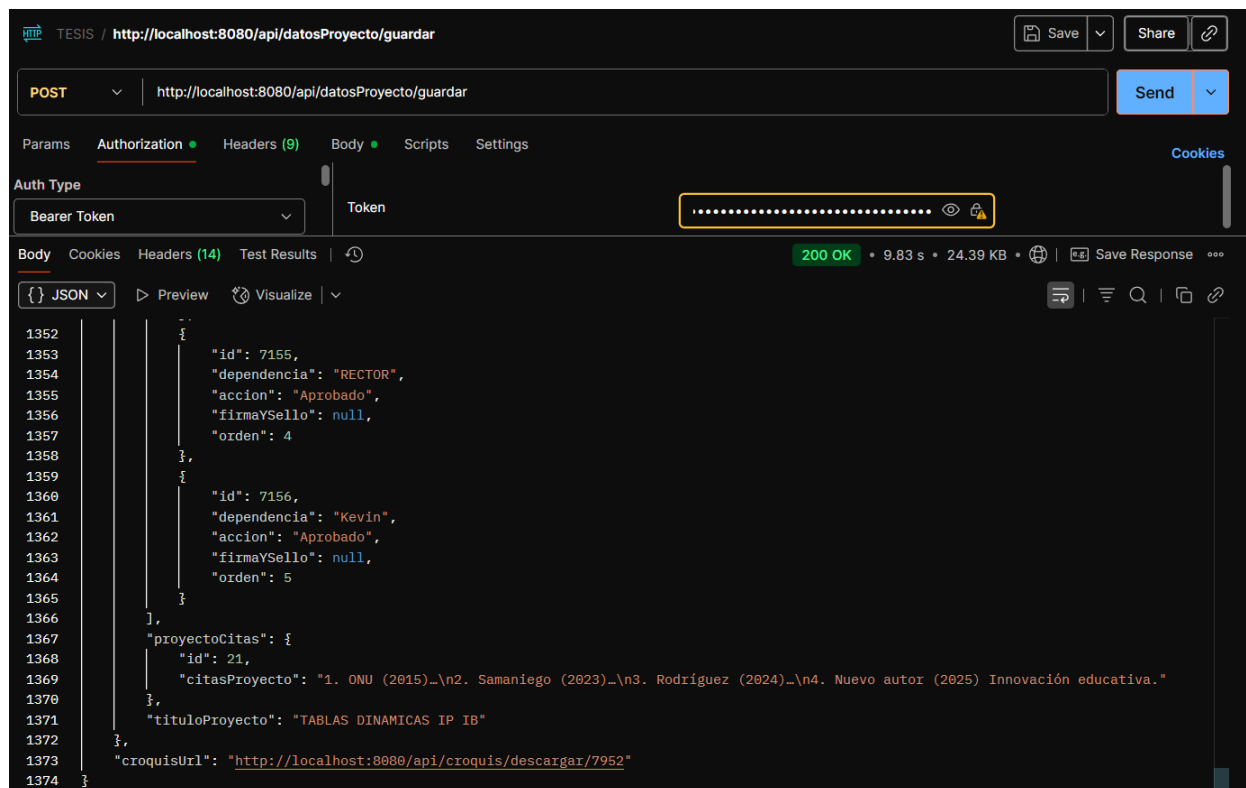 HTTP TESIS / http://localhost:8080/api/datosProyecto/guardar Save Share
POST http://localhost:8080/api/datosProyecto/guardar Send
Params Authorization Headers (9) Body Scripts Settings Cookies
Auth Type
Bearer Token Token
Body Cookies Headers (14) Test Results 200 OK • 9.83 s • 24.39 KB • e.g. Save Response
{} JSON Preview Visualize
1352 {
1353 "id": 7155,
1354 "dependencia": "RECTOR",
1355 "accion": "Aprobado",
1356 "firmaYSello": null,
1357 "orden": 4
1358 },
1359 {
1360 "id": 7156,
1361 "dependencia": "Kevin",
1362 "accion": "Aprobado",
1363 "firmaYSello": null,
1364 "orden": 5
1365 }
1366 ],
1367 "proyectoCitas": {
1368 "id": 21,
1369 "citasProyecto": "1. ONU (2015)…\n2. Samaniego (2023)…\n3. Rodríguez (2024)…\n4. Nuevo autor (2025) Innovación educativa."
1370 },
1371 "tituloProyecto": "TABLAS DINAMICAS IP IB"
1372 },
1373 "croquisUrl": "http://localhost:8080/api/croquis/descargar/7952"
1374 }